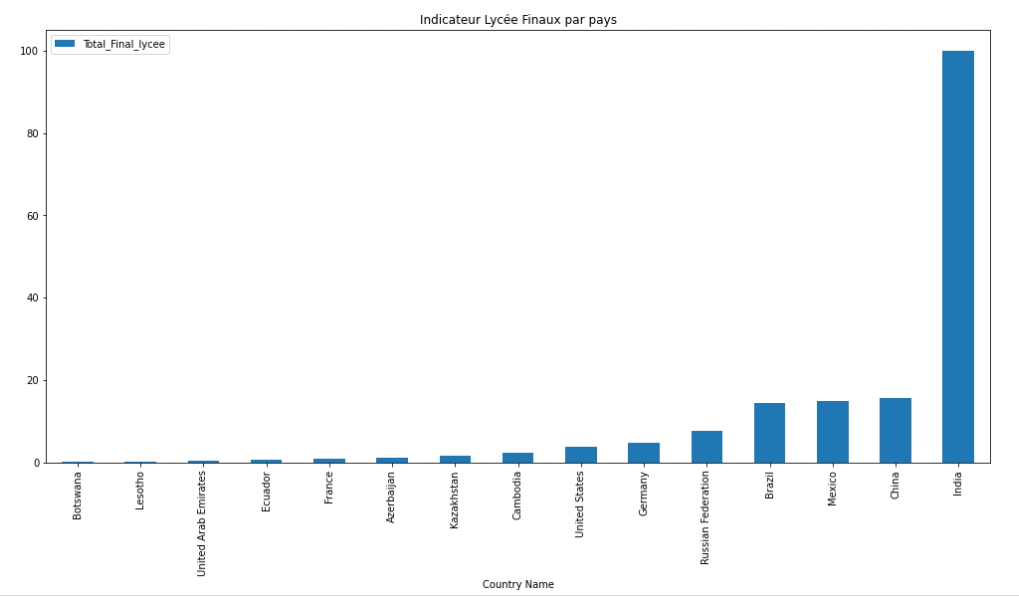 Indicateur Lycée Finaux par pays
Total_Final_lycee
100
80
60
40
20
0
Botswana
Lesotho
United Arab Emirates
Ecuador
France
Azerbaijan
Kazakhstan
Cambodia
United States
Germany
Russian Federation
Brazil
Mexico
China
India
Country Name